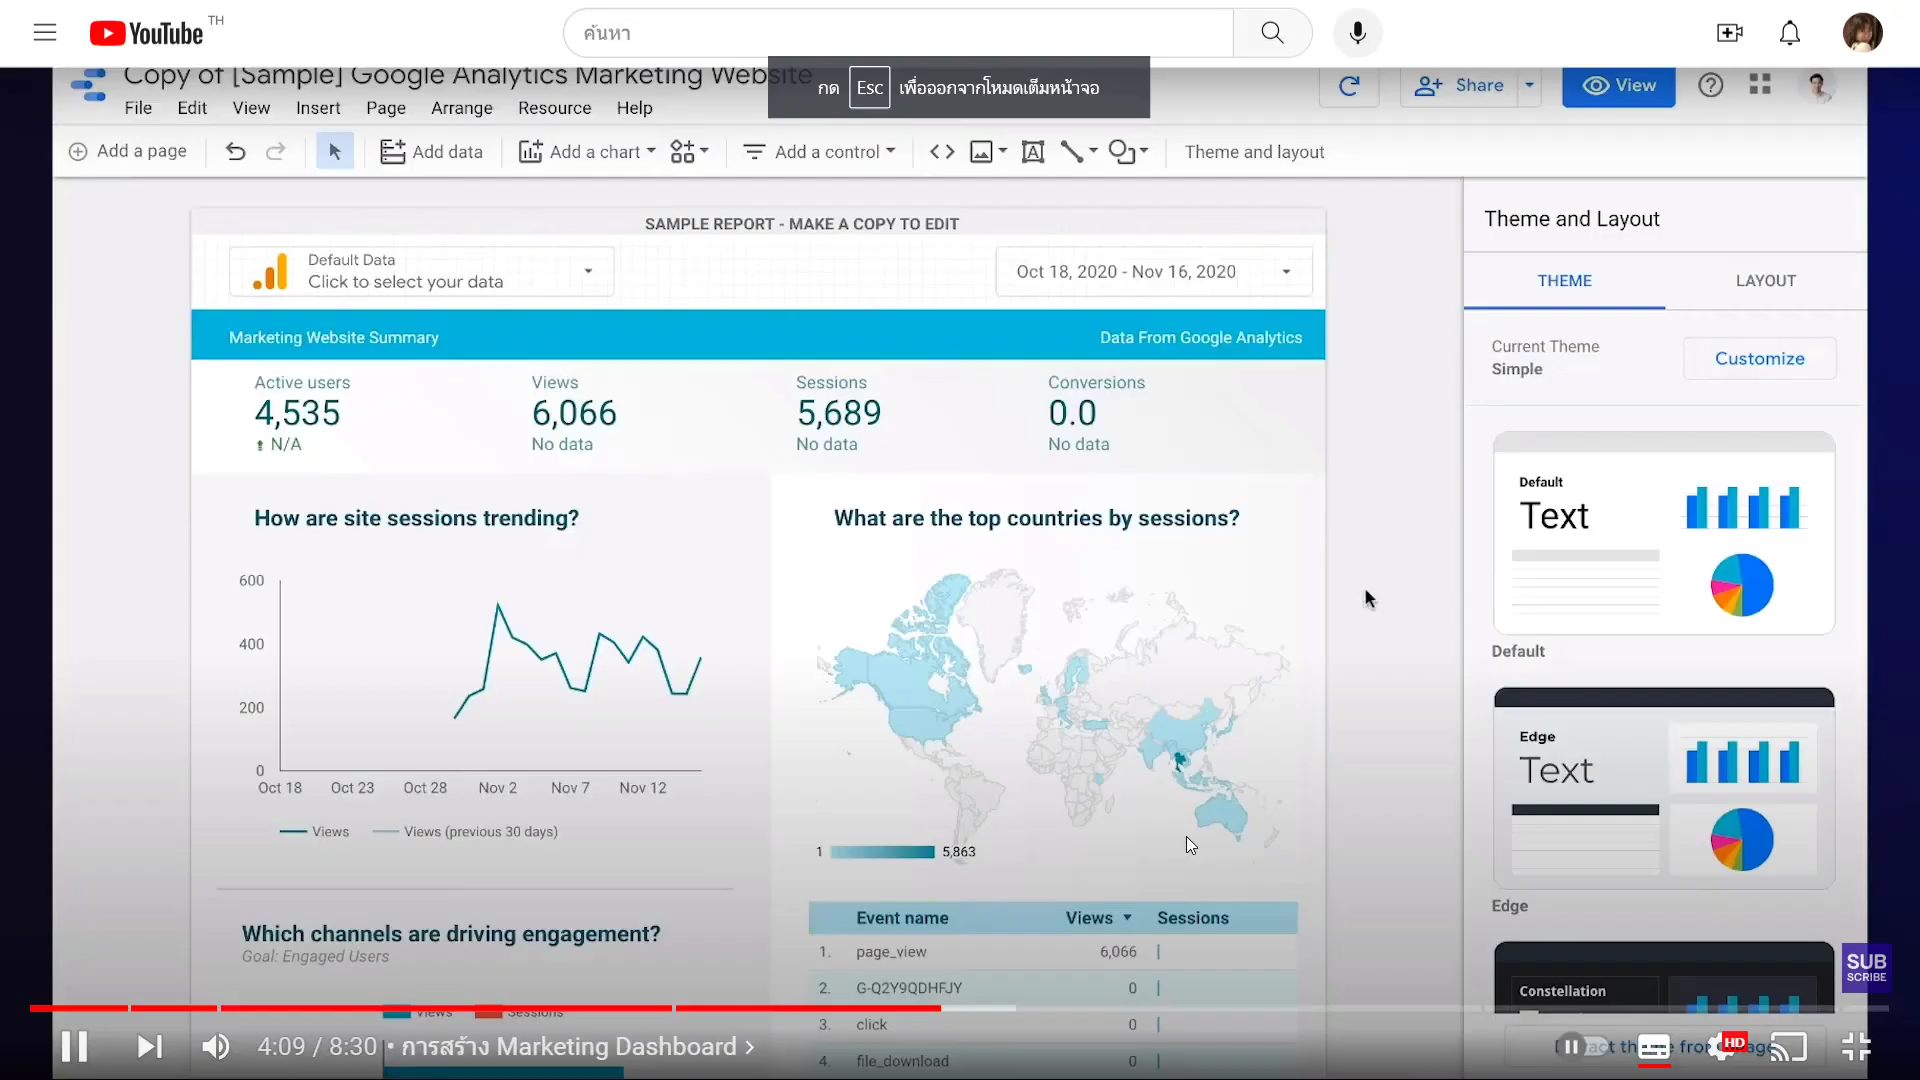 YouTube TH
ค้นหา
Copy of [Sample] Google Analytics Marketing Website
กด Esc เพื่อออกจากโหมดเต็มหน้าจอ
Share
View
File Edit View Insert Page Arrange Resource Help
Add a page
Add data
Add a chart
Add a control
Theme and layout
SAMPLE REPORT - MAKE A COPY TO EDIT
Default Data
Click to select your data
Oct 18, 2020 - Nov 16, 2020
Marketing Website Summary
Data From Google Analytics
Active users
4,535
N/A
Views
6,066
No data
Sessions
5,689
No data
Conversions
0.0
No data
How are site sessions trending?
600
400
200
0
Oct 18 Oct 23 Oct 28 Nov 2 Nov 7 Nov 12
Views Views (previous 30 days)
What are the top countries by sessions?
1 5,863
Which channels are driving engagement?
Goal: Engaged Users
Views Sessions
Event name Views Sessions
1. page_view 6,066
2. G-Q2Y9QDHFJY 0
3. click 0
4. file_download 0
Theme and Layout
THEME LAYOUT
Current Theme
Simple
Customize
Default
Text
Default
Edge
Text
Edge
Constellation
SUB
SCRIBE
4:09 / 8:30 • การสร้าง Marketing Dashboard
HD